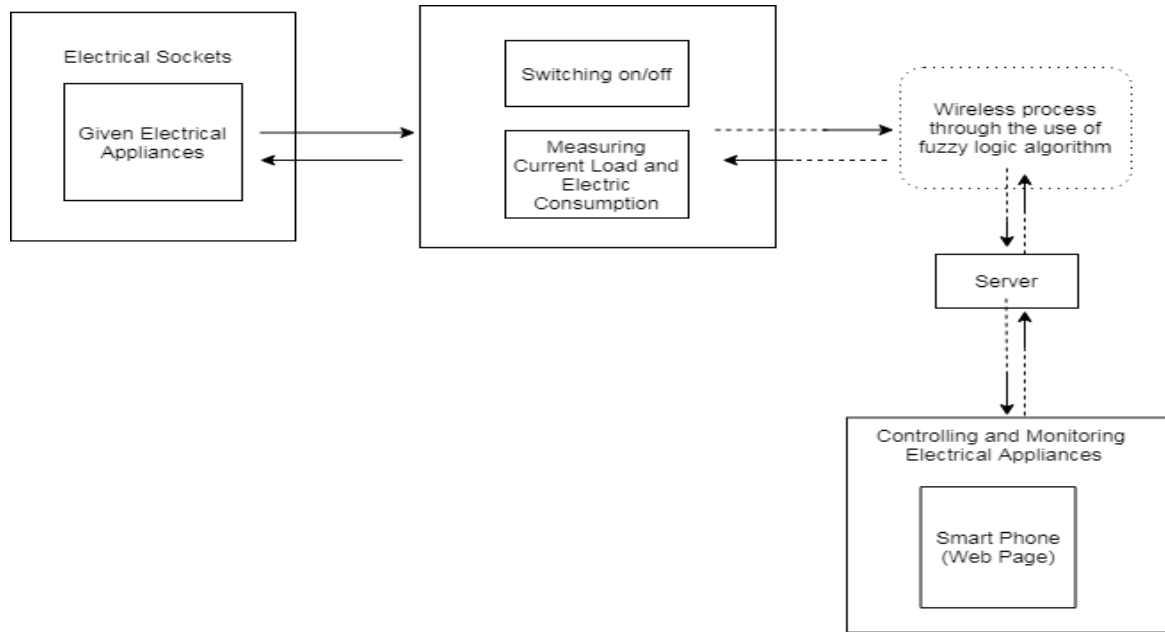 Electrical Sockets
Given Electrical
Appliances
Switching on/off
Measuring
Current Load and
Electric
Consumption
Wireless process
through the use of
fuzzy logic algorithm
Server
Controlling and Monitoring
Electrical Appliances
Smart Phone
(Web Page)